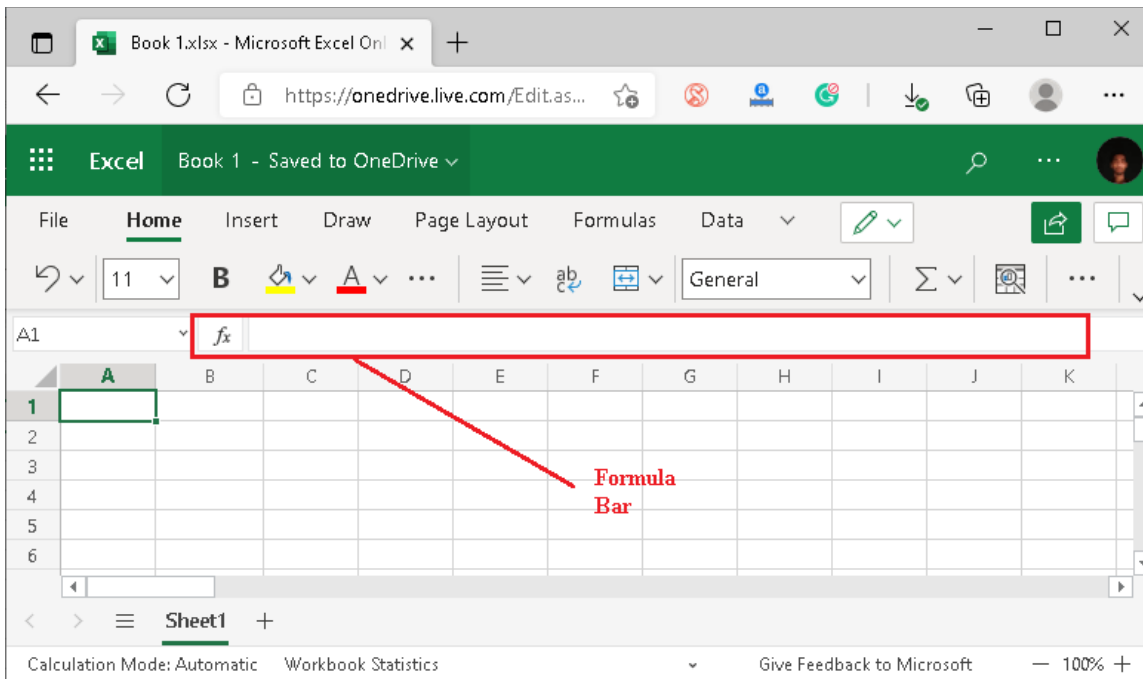 Book 1.xlsx - Microsoft Excel Onl
https://onedrive.live.com/Edit.as...
Excel Book 1 - Saved to OneDrive
File Home Insert Draw Page Layout Formulas Data
11 B A ab c General Σ
A1 fx
A B C D E F G H I J K
1
2
3
4
5
6
Formula
Bar
Sheet1
Calculation Mode: Automatic Workbook Statistics Give Feedback to Microsoft 100%